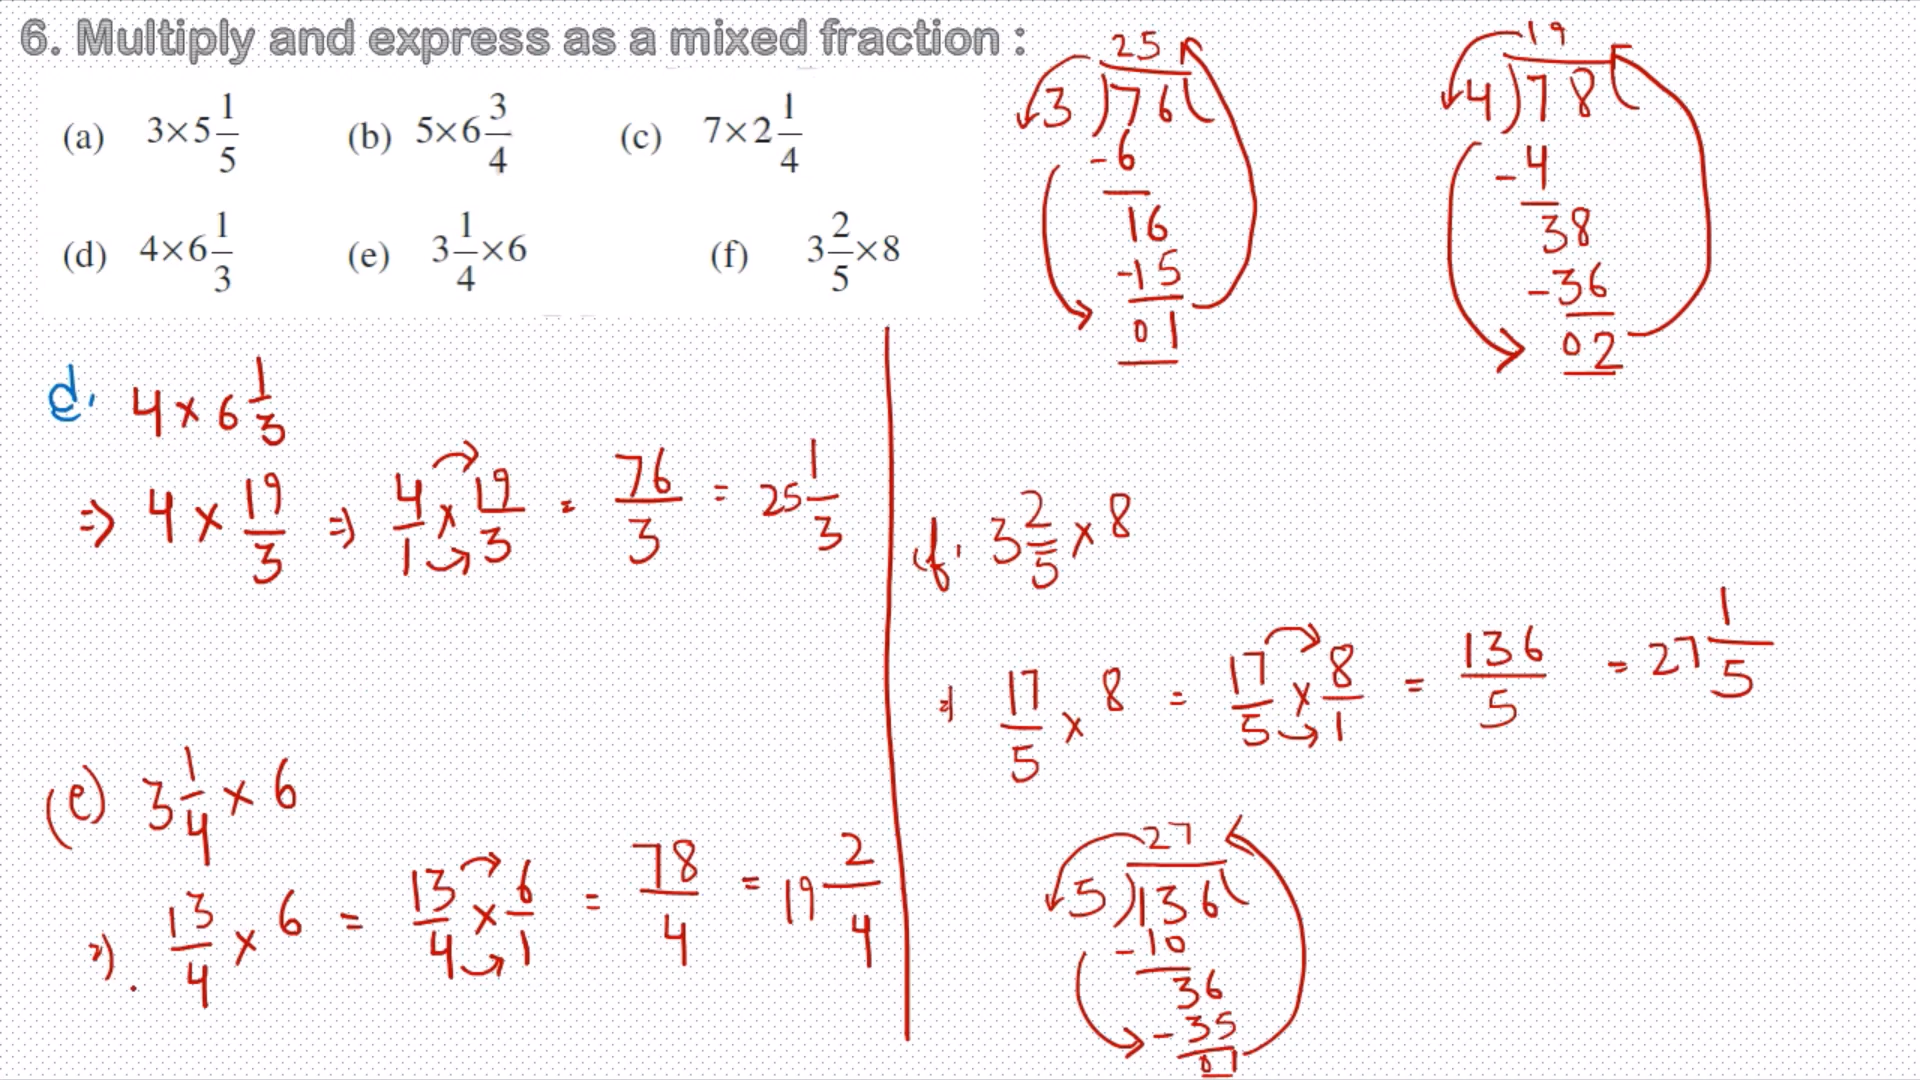 6. Multiply and express as a mixed fraction :
(a) 3×5 1/5 (b) 5×6 3/4 (c) 7×2 1/4
(d) 4×6 1/3 (e) 3 1/4×6 (f) 3 2/5×8
25
3)76(
-6
16
-15
01
19
4)78(
-4
38
-36
02
d. 4 × 6 1/3
⇒ 4 × 19/3 ⇒ 4/1 × 19/3 = 76/3 = 25 1/3
(e) 3 1/4 × 6
⇒ 13/4 × 6 = 13/4 × 6/1 = 78/4 = 19 2/4
f. 3 2/5 × 8
⇒ 17/5 × 8 = 17/5 × 8/1 = 136/5 = 27 1/5
27
5)136(
-10
36
-35
01